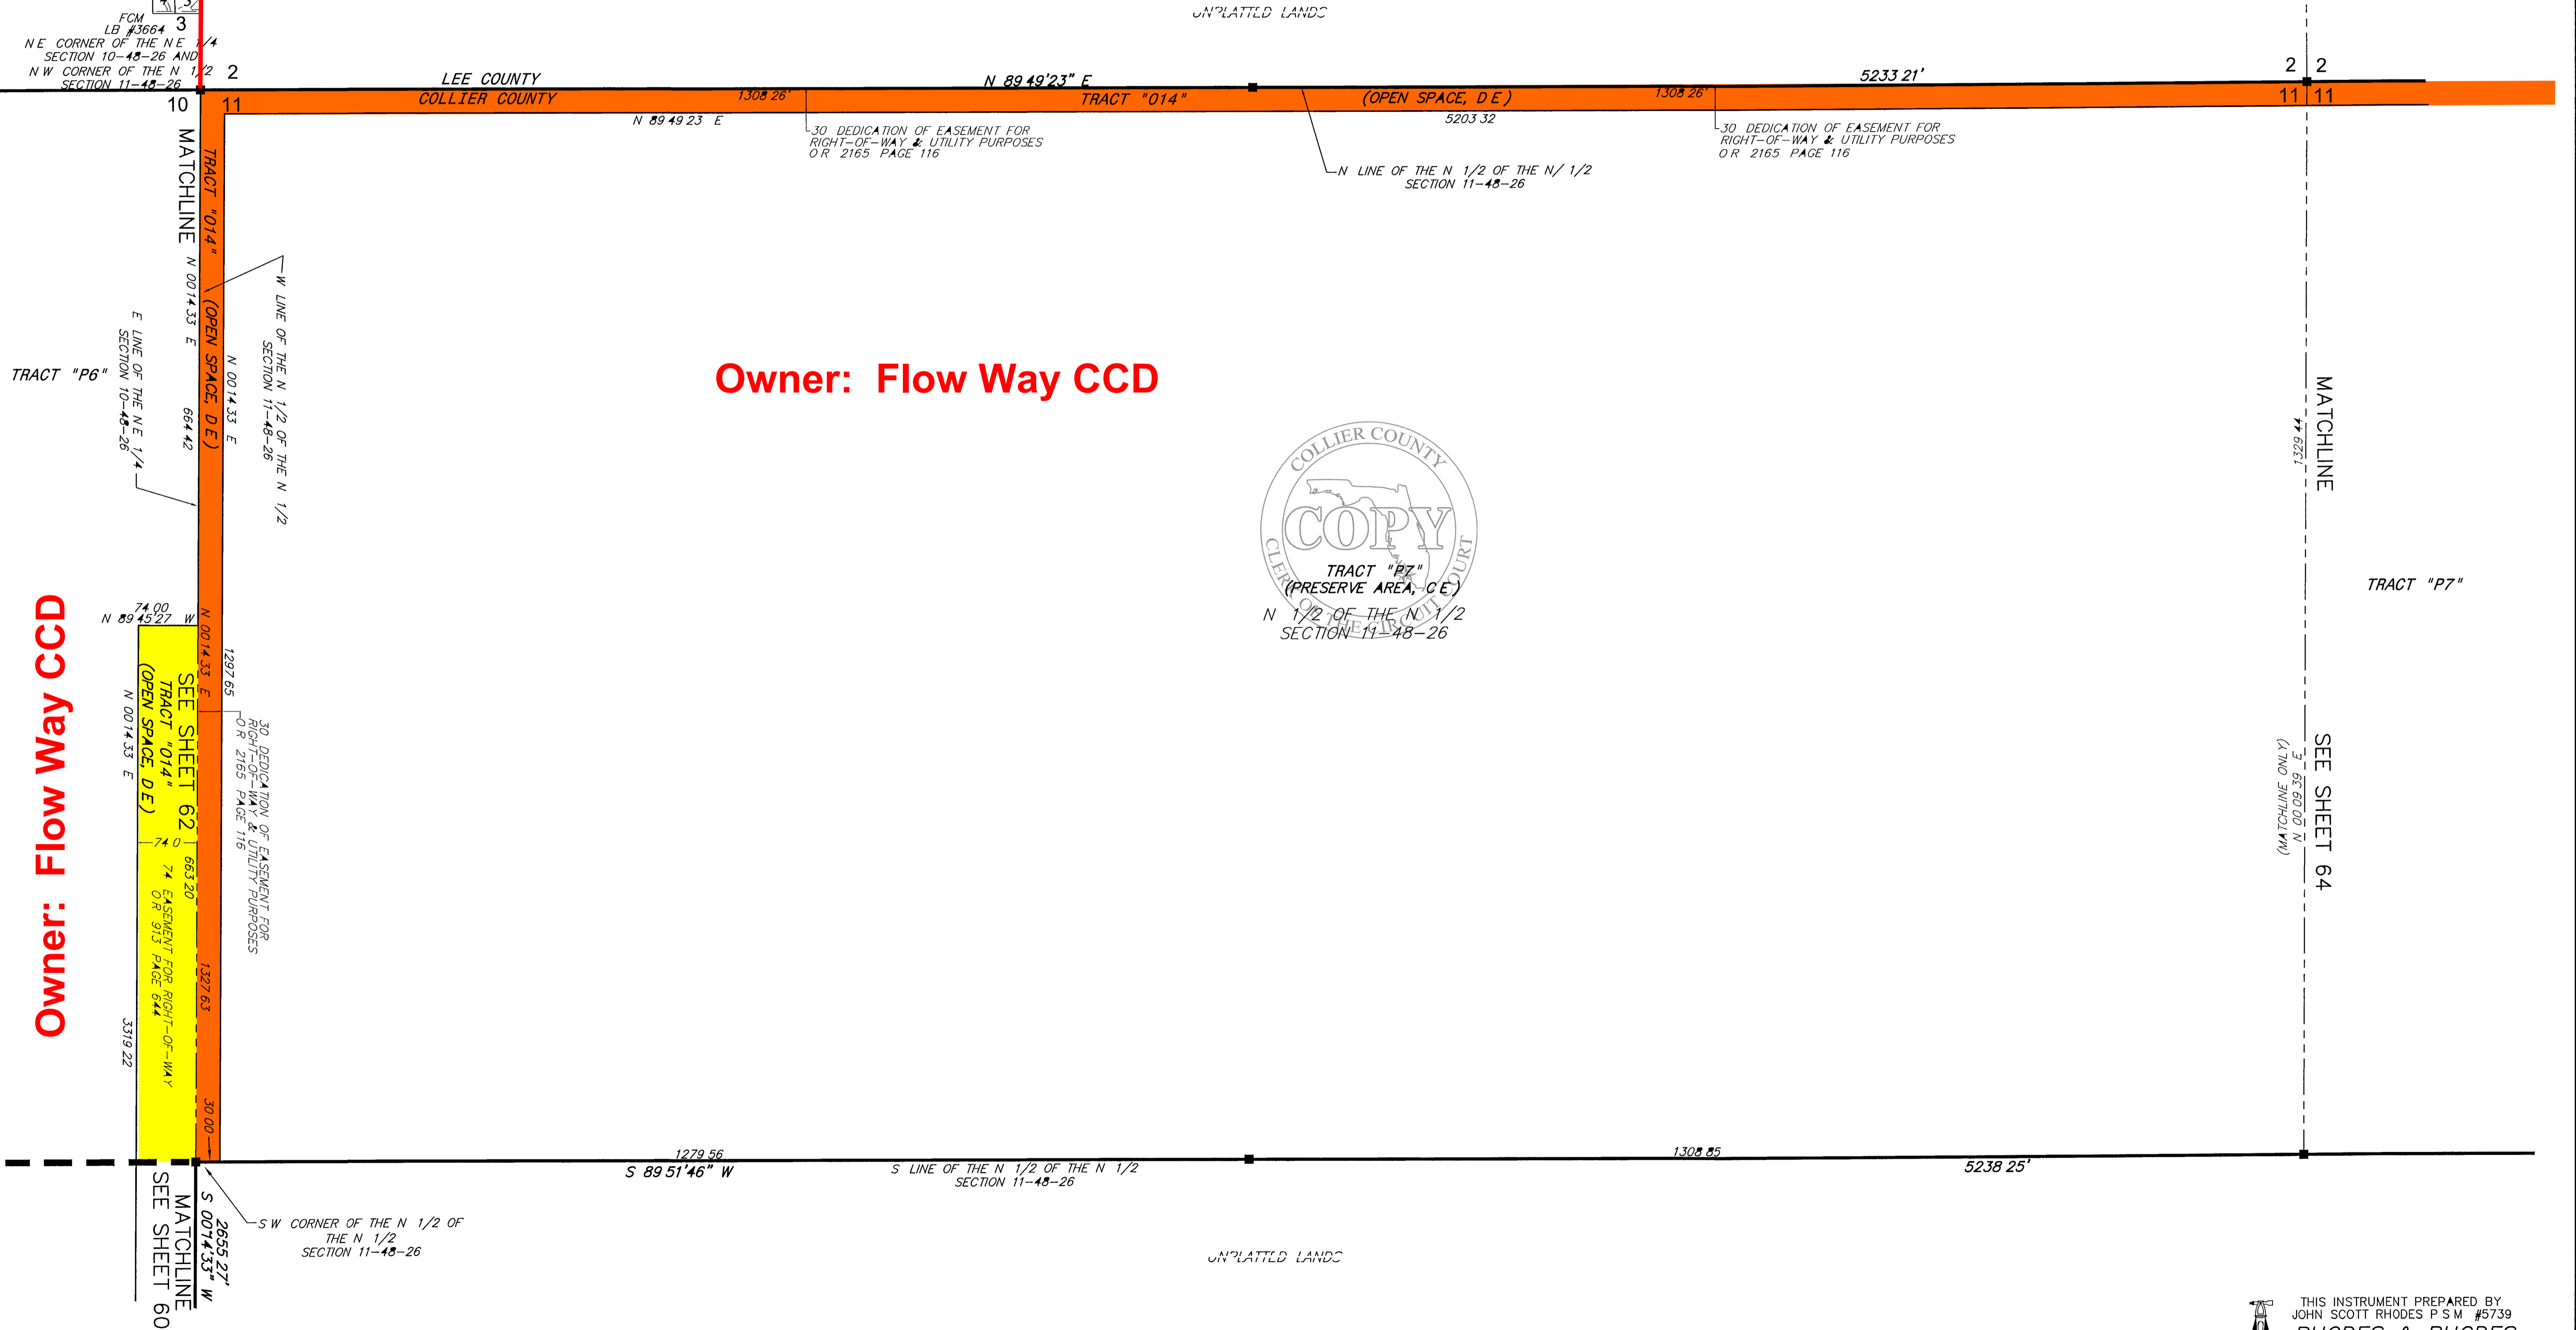 UNPLATTED LANDS
4
3
FCM
LB #3664
3
N E CORNER OF THE N E 1/4
SECTION 10-48-26 AND
N W CORNER OF THE N 1/2
SECTION 11-48-26
2
10
11
LEE COUNTY
COLLIER COUNTY
1308 26'
N 89 49'23" E
TRACT "014"
(OPEN SPACE, D E)
1308 26'
5233 21'
2
2
11
11
N 89 49 23 E
30 DEDICATION OF EASEMENT FOR
RIGHT-OF-WAY & UTILITY PURPOSES
O R 2165 PAGE 116
5203 32
30 DEDICATION OF EASEMENT FOR
RIGHT-OF-WAY & UTILITY PURPOSES
O R 2165 PAGE 116
N LINE OF THE N 1/2 OF THE N/ 1/2
SECTION 11-48-26
MATCHLINE
TRACT "014"
(OPEN SPACE, D E)
N 00 14 33 E
664 42
W LINE OF THE N 1/2 OF THE N 1/2
SECTION 11-48-26
N 00 14 33 E
E LINE OF THE N E 1/4
SECTION 10-48-26
TRACT "P6"
Owner: Flow Way CCD
COLLIER COUNTY
COPY
CLERK OF THE CIRCUIT COURT
TRACT "P7"
(PRESERVE AREA, C E)
N 1/2 OF THE N 1/2
SECTION 11-48-26
MATCHLINE
1329 44
TRACT "P7"
SEE SHEET 64
N 00 09 39 E
(MATCHLINE ONLY)
Owner: Flow Way CCD
74 00
N 89 45'27 W
N 00 14 33 E
1297 65
SEE SHEET 62
TRACT "014"
(OPEN SPACE, D E)
N 00 14 33 E
30 DEDICATION OF EASEMENT FOR
RIGHT-OF-WAY & UTILITY PURPOSES
O R 2165 PAGE 116
74 0
663 20
74 EASEMENT FOR RIGHT-OF-WAY
O R 913 PAGE 644
1327 63
3319 22
30 00
1279 56
S 89 51'46" W
S LINE OF THE N 1/2 OF THE N 1/2
SECTION 11-48-26
1308 85
5238 25'
MATCHLINE
SEE SHEET 60
2655 27'
S 00 14'33" W
S W CORNER OF THE N 1/2 OF
THE N 1/2
SECTION 11-48-26
UNPLATTED LANDS
THIS INSTRUMENT PREPARED BY
JOHN SCOTT RHODES P S M #5739
RHODES & RHODES